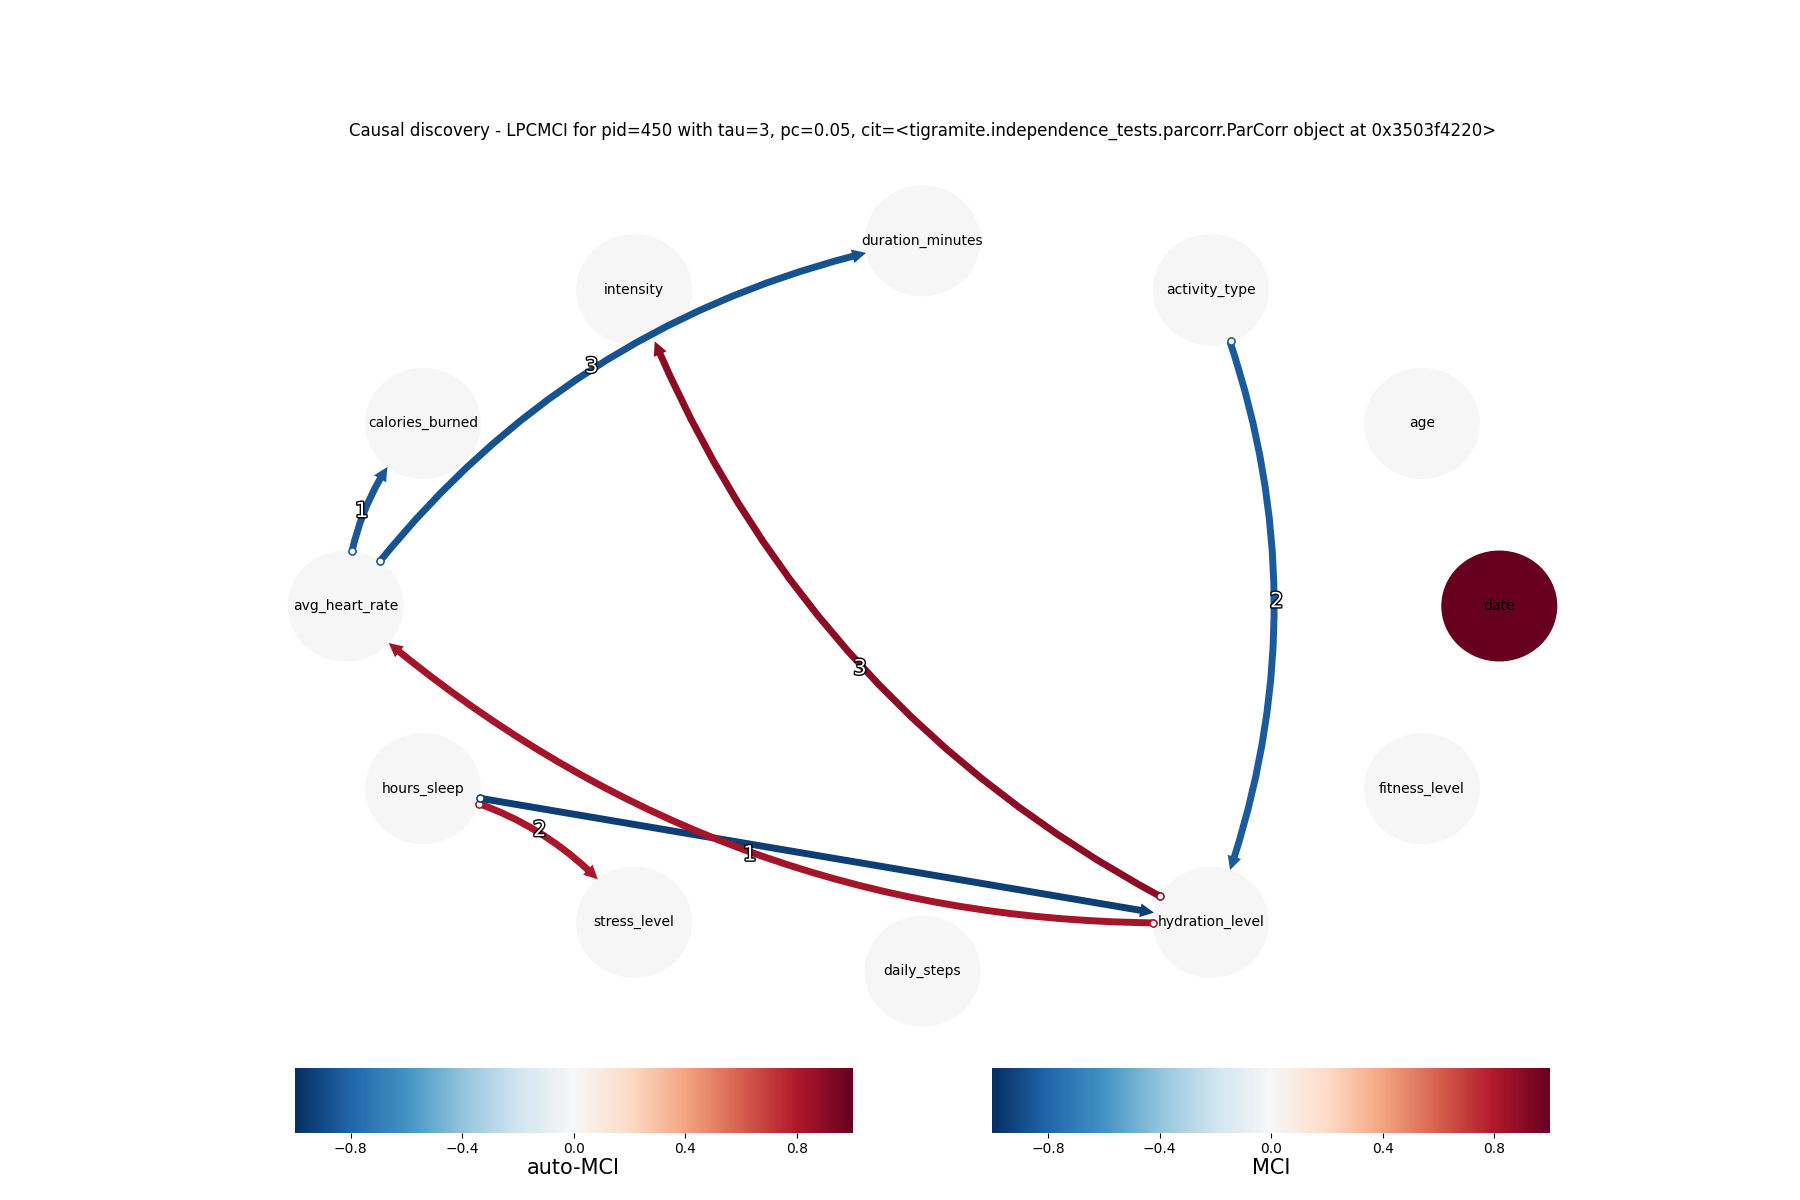 Causal discovery - LPCMCI for pid=450 with tau=3, pc=0.05, cit=<tigramite.independence_tests.parcorr.ParCorr object at 0x3503f4220>
duration_minutes
intensity
activity_type
3
calories_burned
age
1
2
avg_heart_rate
date
3
hours_sleep
fitness_level
2
1
stress_level
hydration_level
daily_steps
−0.8 −0.4 0.0 0.4 0.8
auto-MCI
−0.8 −0.4 0.0 0.4 0.8
MCI